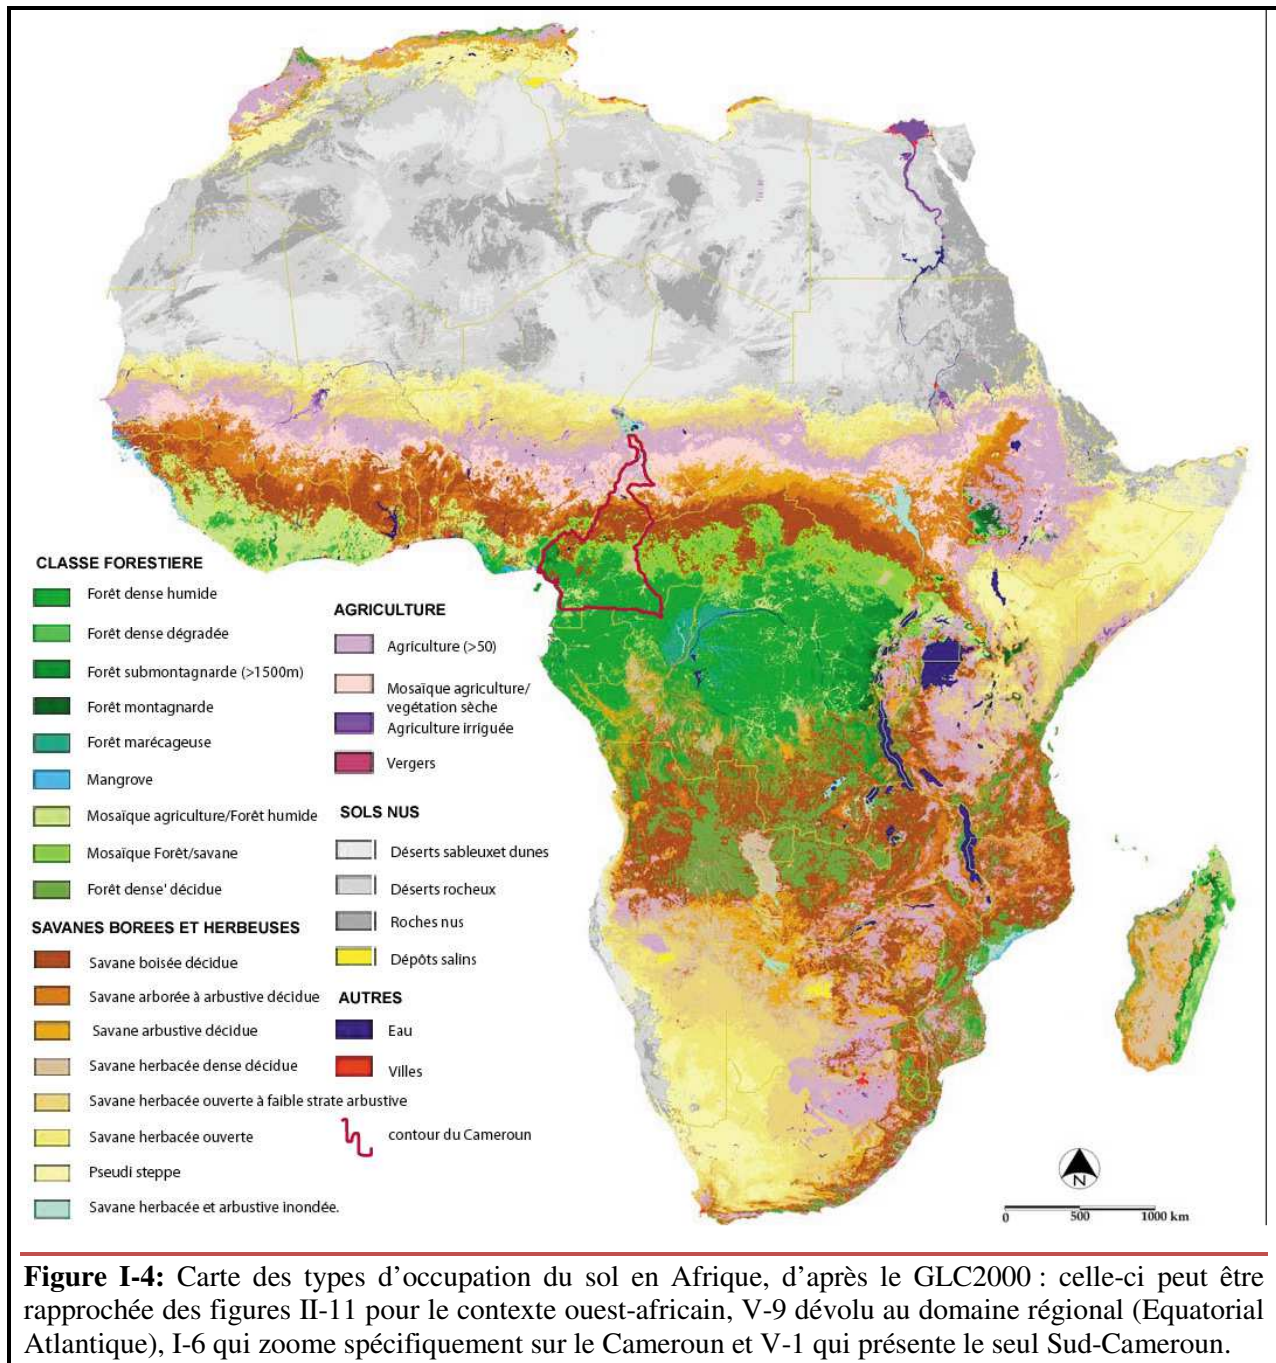 CLASSE FORESTIERE
Forêt dense humide
Forêt dense dégradée
Forêt submontagnarde (>1500m)
Forêt montagnarde
Forêt marécageuse
Mangrove
Mosaïque agriculture/Forêt humide
Mosaïque Forêt/savane
Forêt dense' décidue
SAVANES BOREES ET HERBEUSES
Savane boisée décidue
Savane arborée à arbustive décidue
Savane arbustive décidue
Savane herbacée dense décidue
Savane herbacée ouverte à faible strate arbustive
Savane herbacée ouverte
Pseudi steppe
Savane herbacée et arbustive inondée.
AGRICULTURE
Agriculture (>50)
Mosaïque agriculture/
vegétation sèche
Agriculture irriguée
Vergers
SOLS NUS
Déserts sableuxet dunes
Déserts rocheux
Roches nus
Dépôts salins
AUTRES
Eau
Villes
contour du Cameroun
N
0 500 1000 km
Figure I-4: Carte des types d'occupation du sol en Afrique, d'après le GLC2000 : celle-ci peut être
rapprochée des figures II-11 pour le contexte ouest-africain, V-9 dévolu au domaine régional (Equatorial
Atlantique), I-6 qui zoome spécifiquement sur le Cameroun et V-1 qui présente le seul Sud-Cameroun.